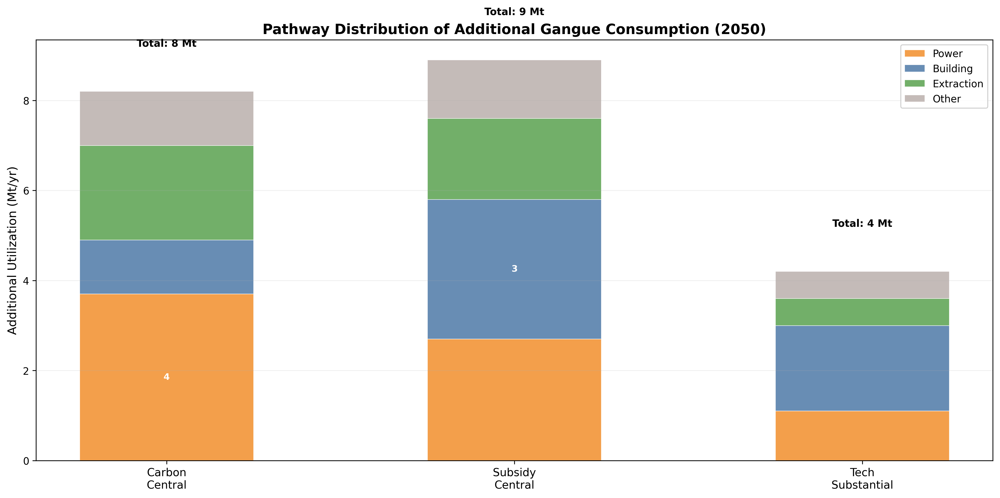 Total: 9 Mt
Pathway Distribution of Additional Gangue Consumption (2050)
Total: 8 Mt
Power
Building
Extraction
Other
Additional Utilization (Mt/yr)
8
6
4
2
0
Total: 4 Mt
3
4
Carbon
Central
Subsidy
Central
Tech
Substantial